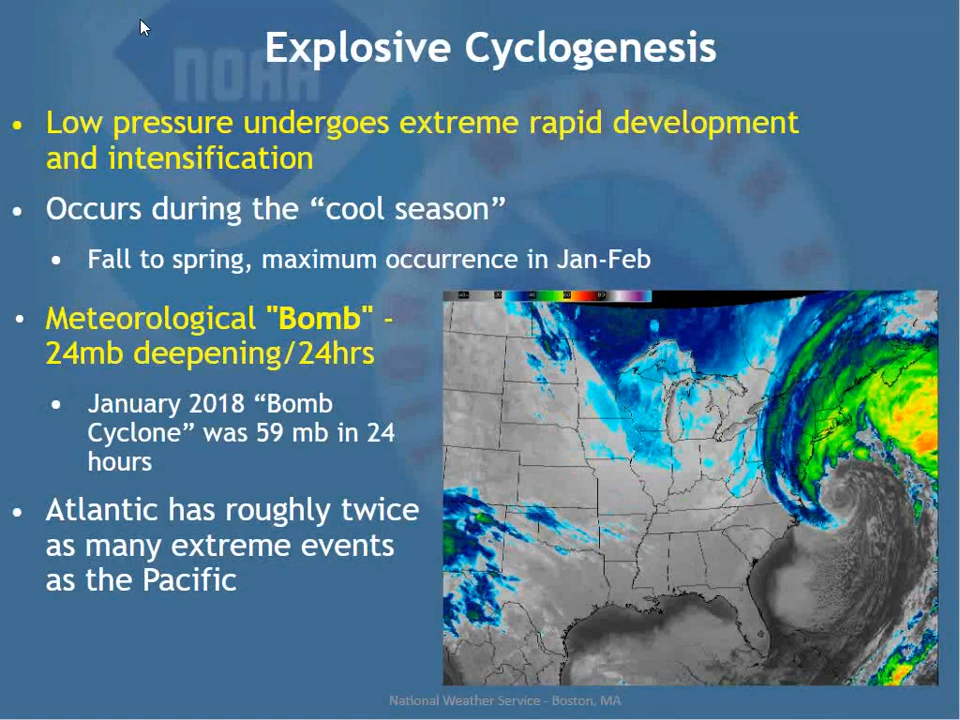 NOAA
Explosive Cyclogenesis
• Low pressure undergoes extreme rapid development
and intensification
• Occurs during the “cool season”
• Fall to spring, maximum occurrence in Jan-Feb
• Meteorological "Bomb" -
24mb deepening/24hrs
• January 2018 “Bomb
Cyclone” was 59 mb in 24
hours
• Atlantic has roughly twice
as many extreme events
as the Pacific
National Weather Service - Boston, MA